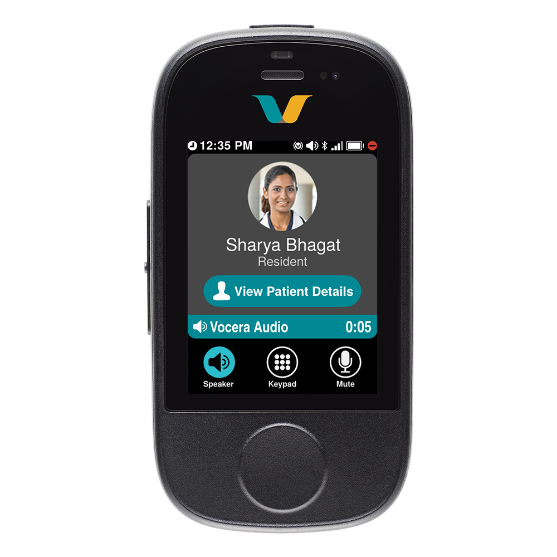 12:35 PM
Sharya Bhagat
Resident
View Patient Details
Vocera Audio 0:05
Speaker Keypad Mute